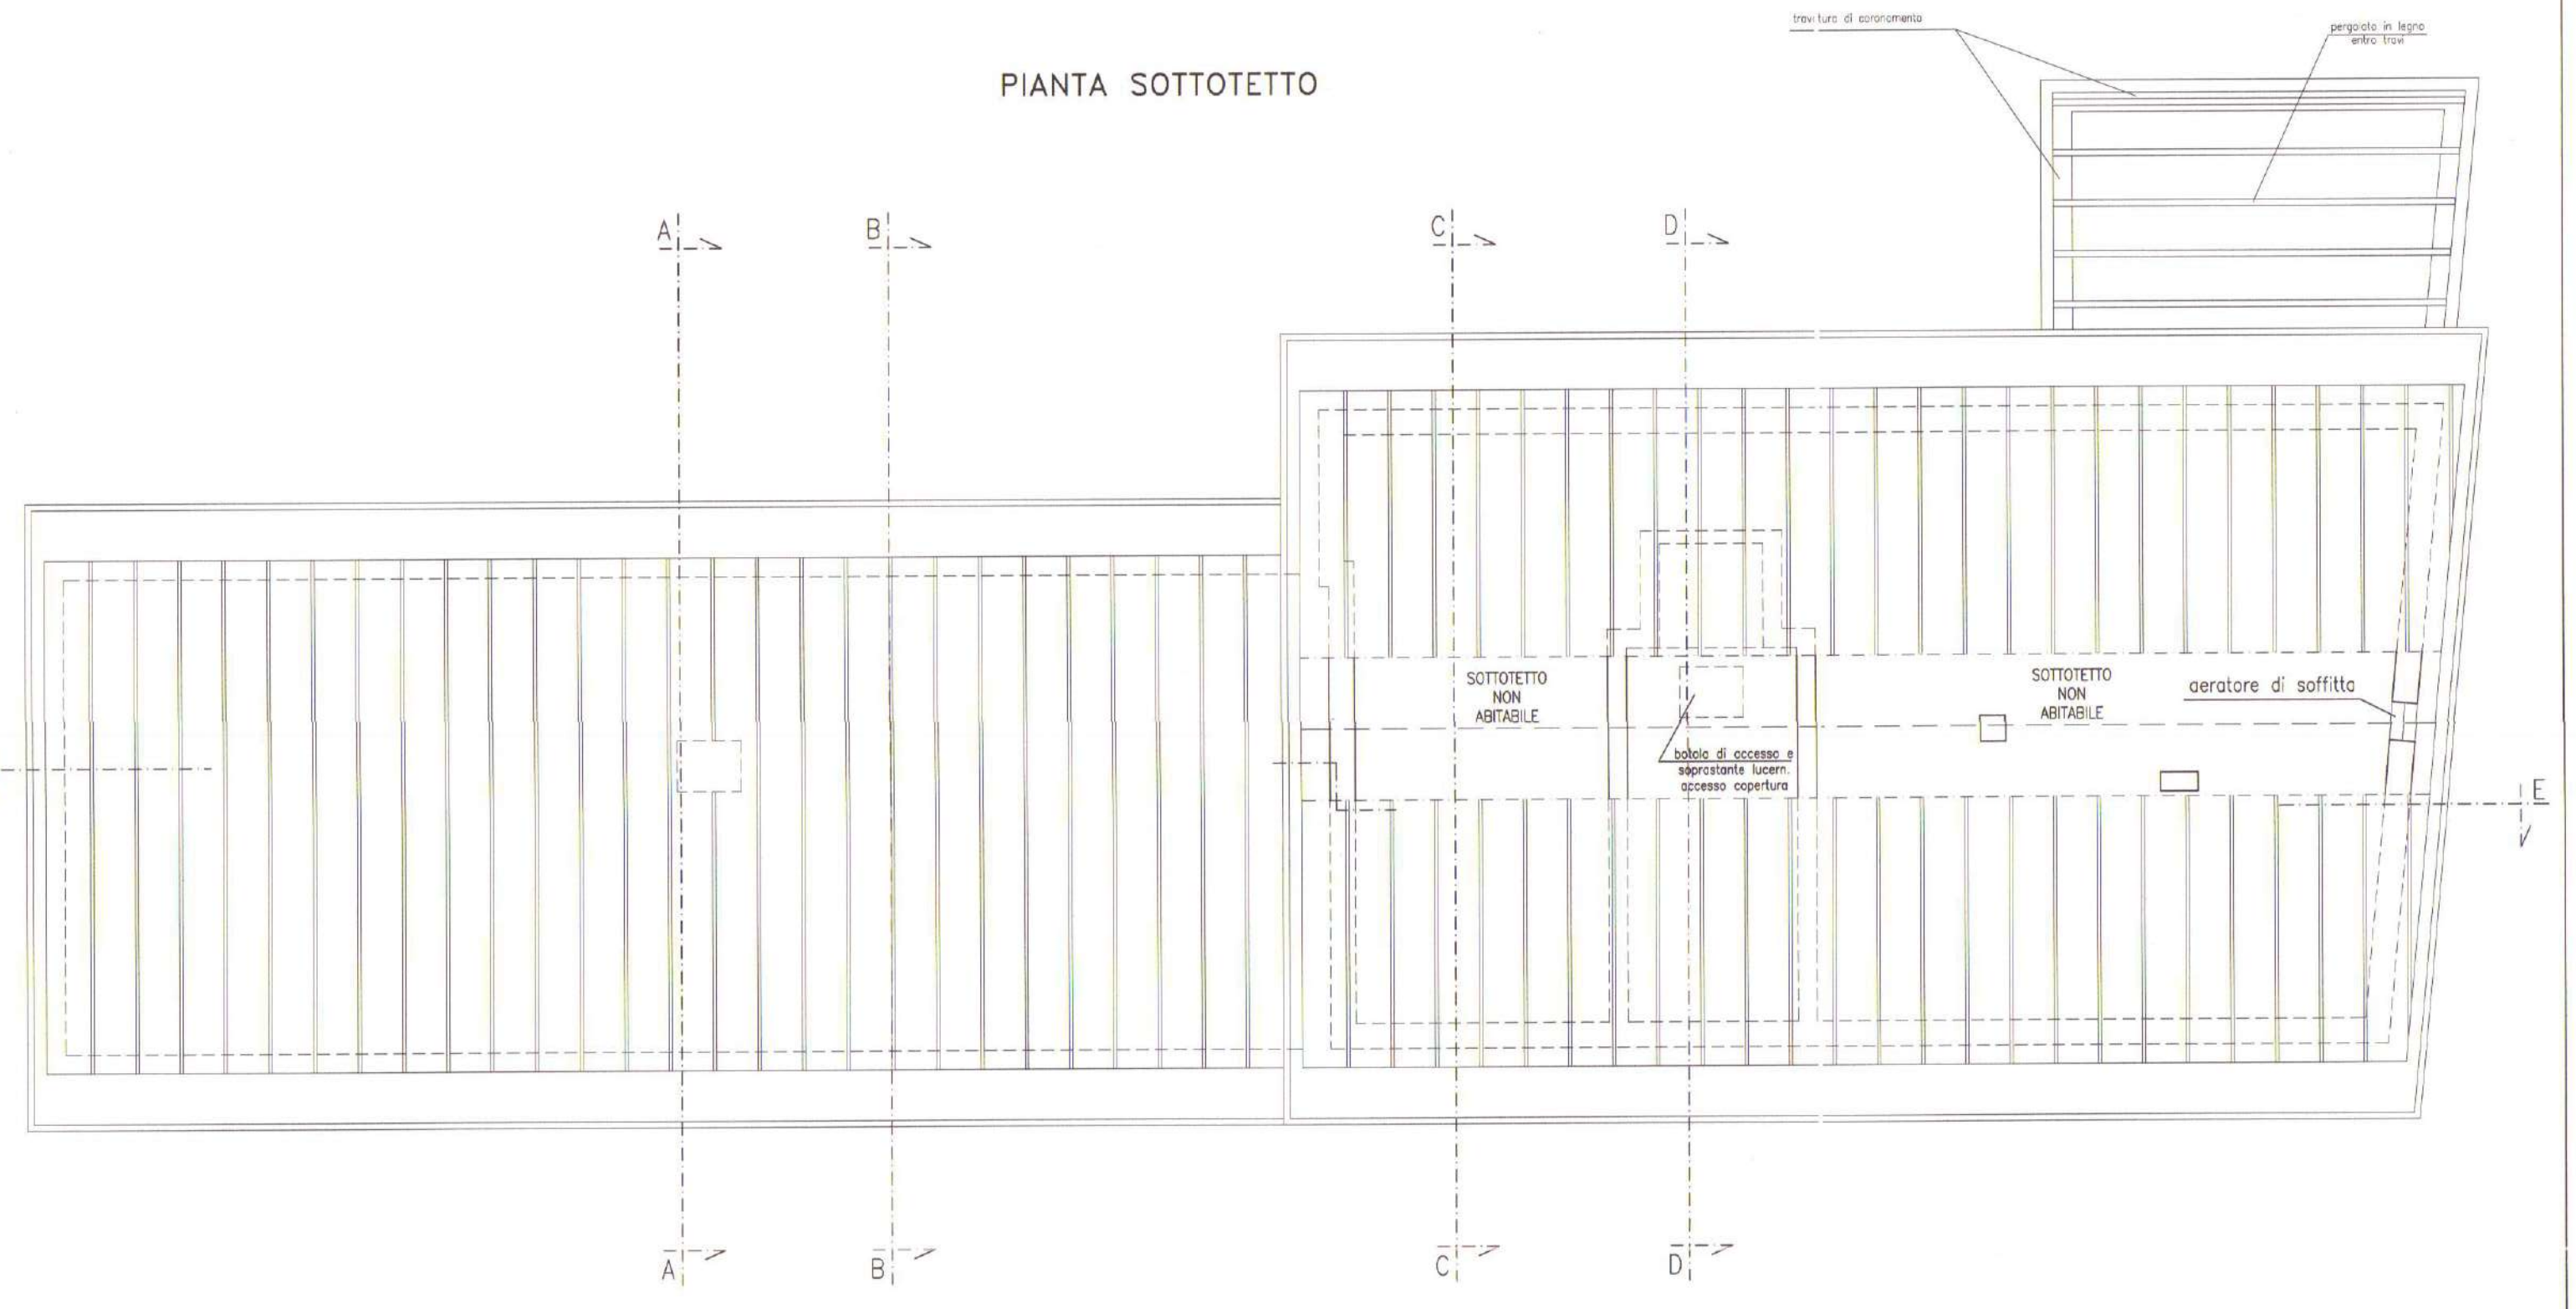 travitura di coronamento
pergolato in legno
entro travi
PIANTA SOTTOTETTO
A
B
C
D
SOTTOTETTO
NON
ABITABILE
SOTTOTETTO
NON
ABITABILE
aeratore di soffitta
botola di accesso e
soprastante lucern.
accesso copertura
E
A
B
C
D